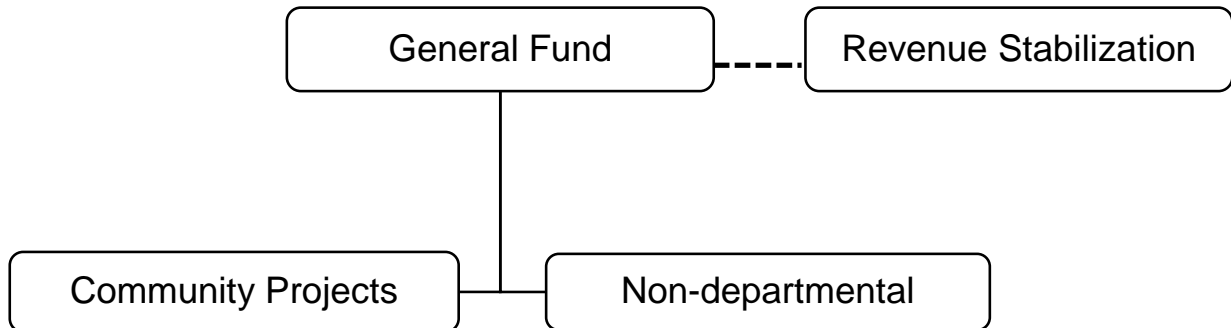 General Fund
Revenue Stabilization
Community Projects
Non-departmental